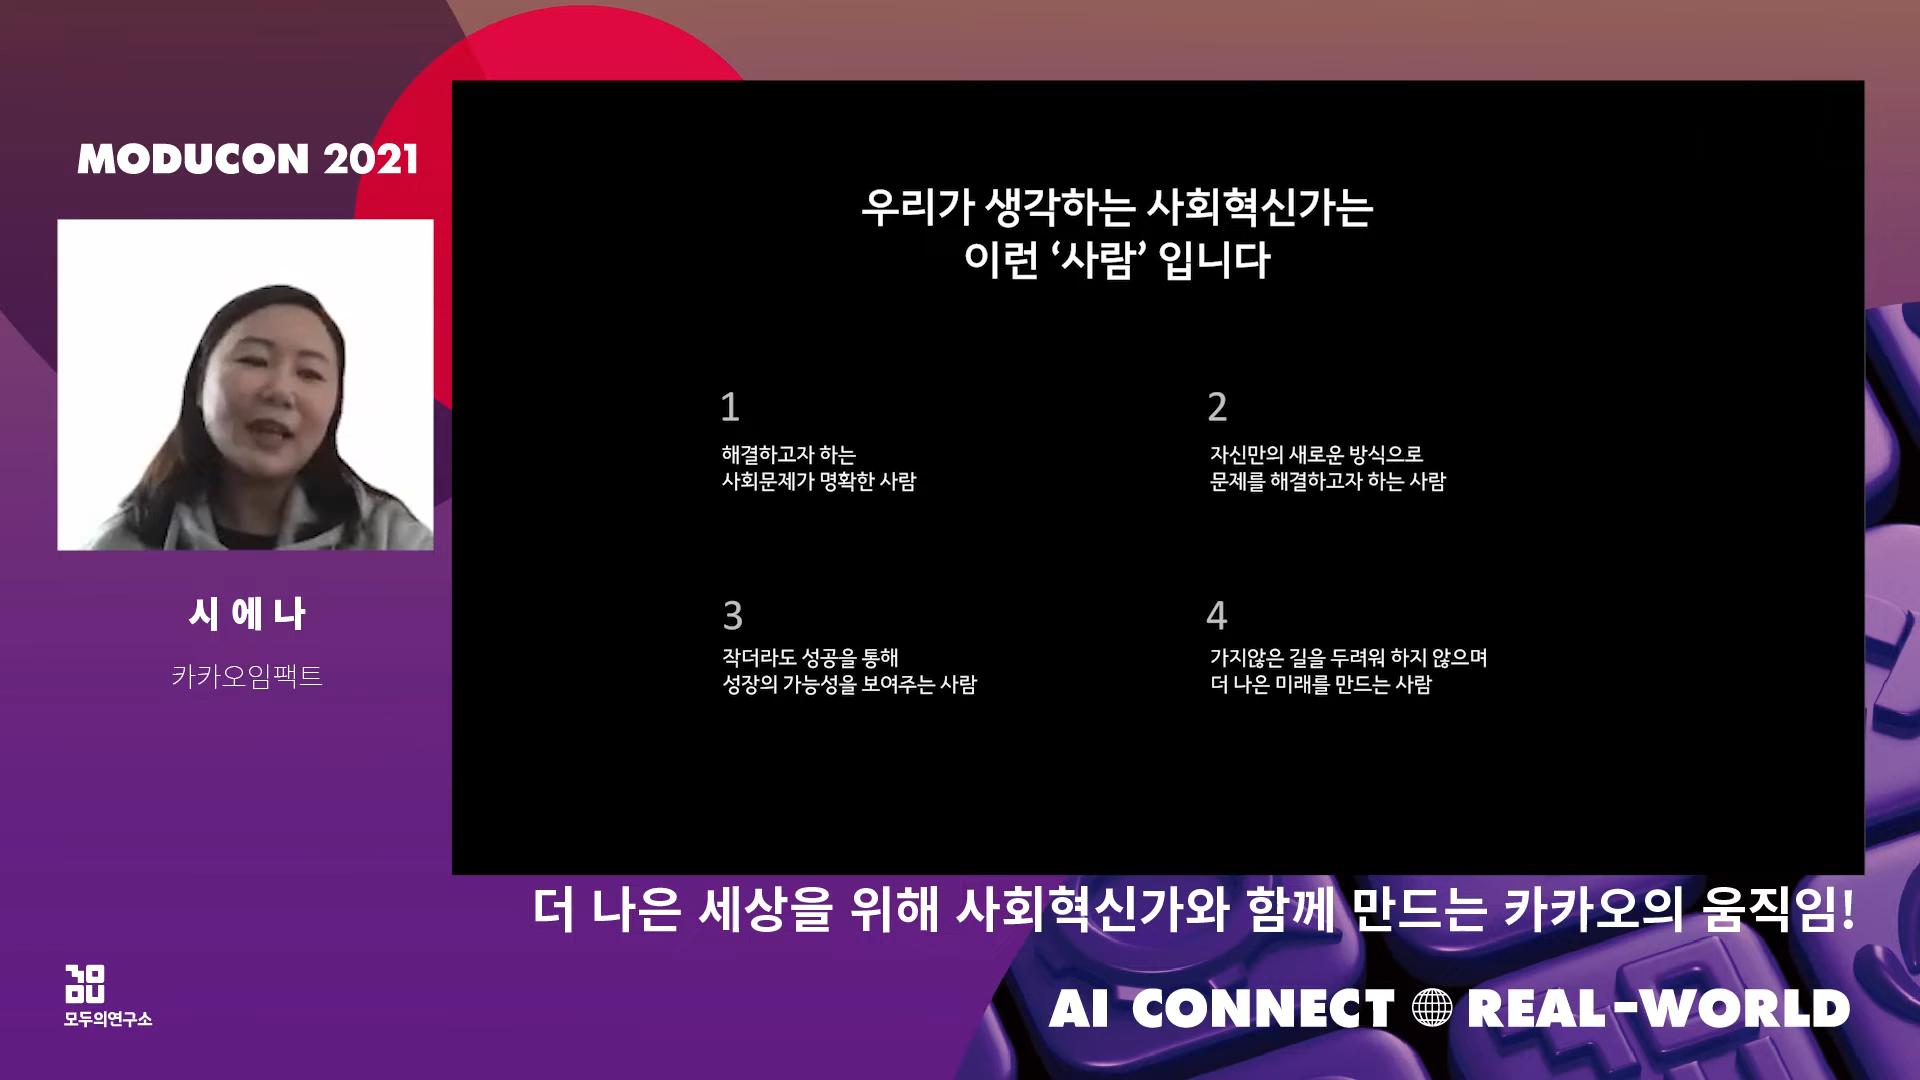 MODUCON 2021
시에나
카카오임팩트
우리가 생각하는 사회혁신가는
이런 ‘사람’ 입니다
1
해결하고자 하는
사회문제가 명확한 사람
2
자신만의 새로운 방식으로
문제를 해결하고자 하는 사람
3
작더라도 성공을 통해
성장의 가능성을 보여주는 사람
4
가지않은 길을 두려워 하지 않으며
더 나은 미래를 만드는 사람
더 나은 세상을 위해 사회혁신가와 함께 만드는 카카오의 움직임!
모두의연구소
AI CONNECT REAL-WORLD